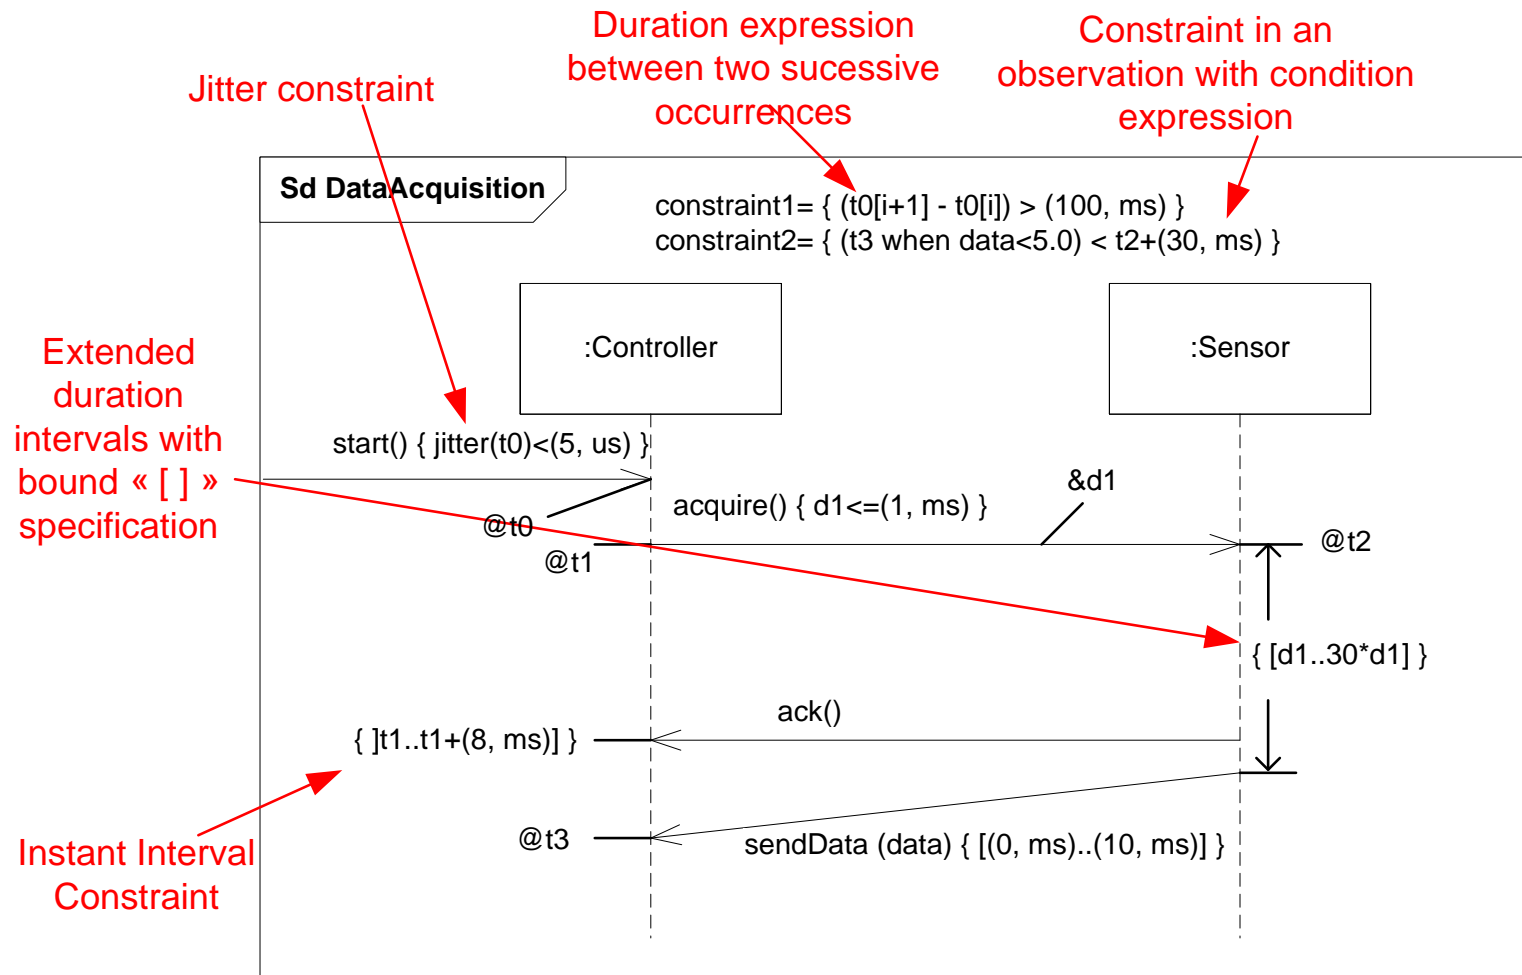 Duration expression
between two sucessive
occurrences
Constraint in an
observation with condition
expression
Jitter constraint
Sd DataAcquisition
constraint1= { (t0[i+1] - t0[i]) > (100, ms) }
constraint2= { (t3 when data<5.0) < t2+(30, ms) }
:Controller
:Sensor
Extended
duration
intervals with
bound « [ ] »
specification
start() { jitter(t0)<(5, us) }
@t0
acquire() { d1<=(1, ms) }
&d1
@t1
@t2
{ [d1..30*d1] }
ack()
{ ]t1..t1+(8, ms)] }
@t3
sendData (data) { [(0, ms)..(10, ms)] }
Instant Interval
Constraint